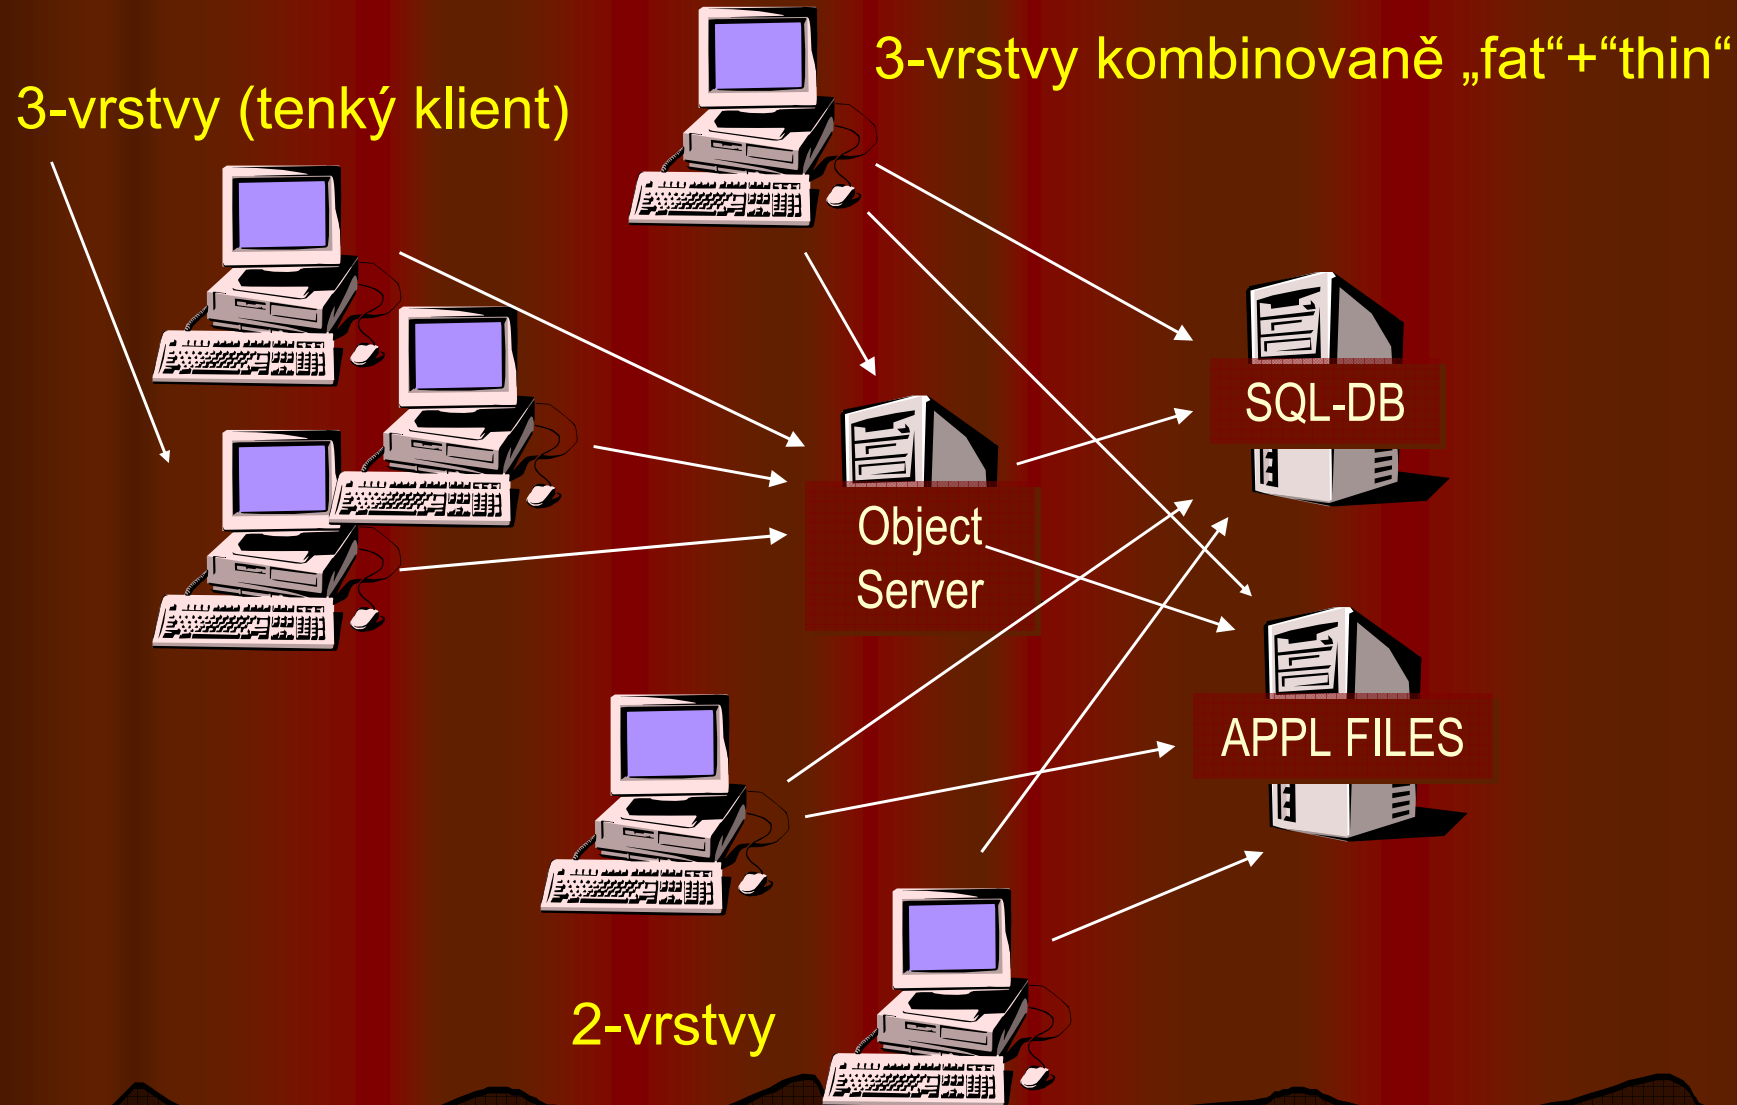 3-vrstvy kombinovaně „fat“+“thin“
3-vrstvy (tenký klient)
SQL-DB
Object
Server
APPL FILES
2-vrstvy